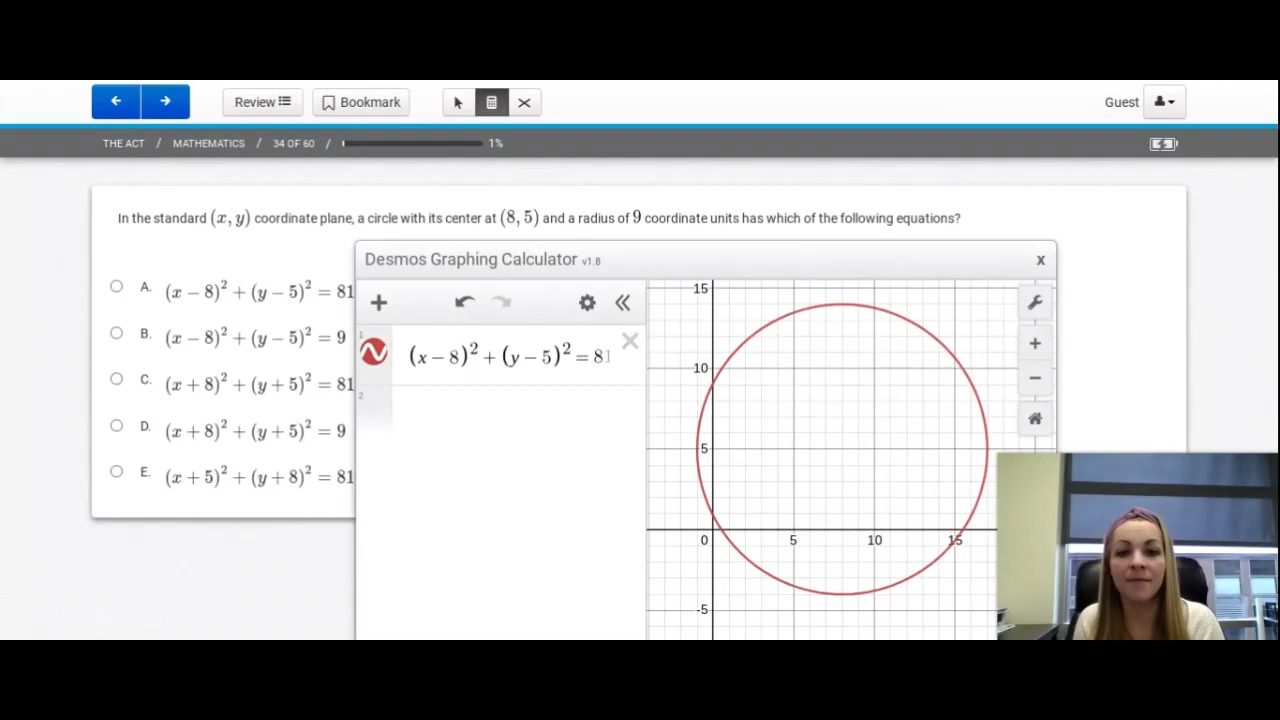 Review Bookmark Guest
THE ACT / MATHEMATICS / 34 OF 60 / 1%
In the standard (x, y) coordinate plane, a circle with its center at (8, 5) and a radius of 9 coordinate units has which of the following equations?
Desmos Graphing Calculator v1.8 x
A. (x − 8)² + (y − 5)² = 81
B. (x − 8)² + (y − 5)² = 9
C. (x + 8)² + (y + 5)² = 81
D. (x + 8)² + (y + 5)² = 9
E. (x + 5)² + (y + 8)² = 81
1
(x − 8)² + (y − 5)² = 81
2
15
10
5
0 5 10 15
-5